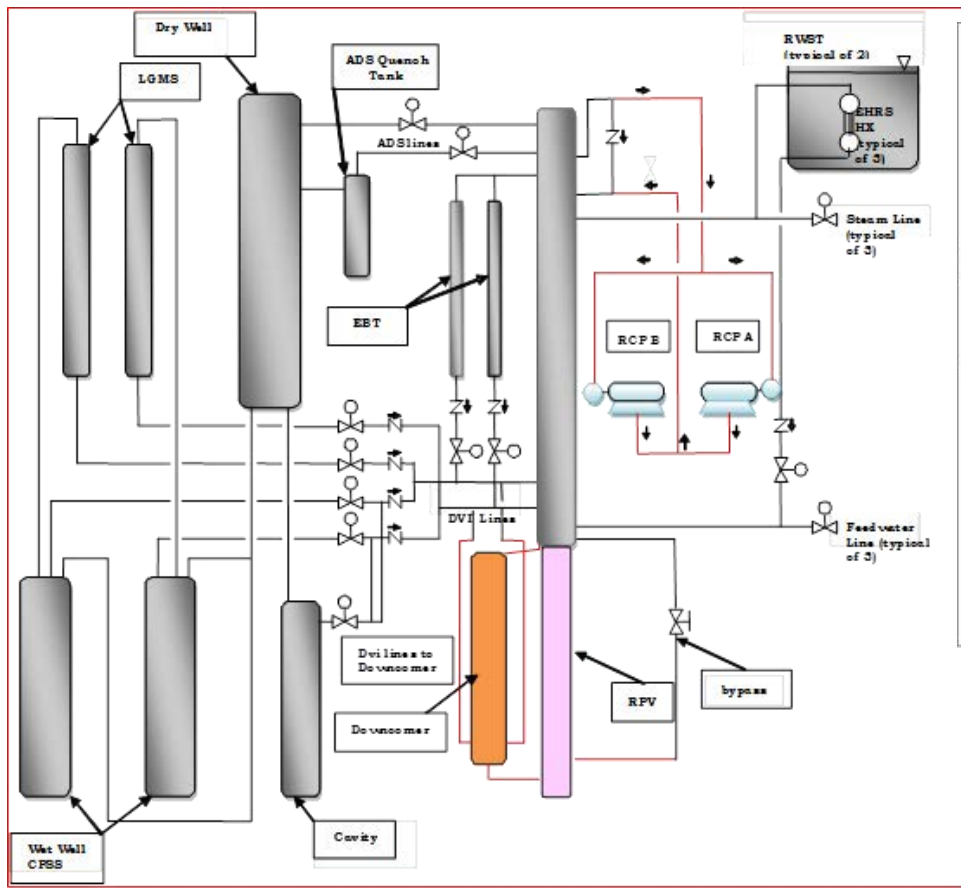 Dry Well
RWST
(typical of 2)
ADS Quench
Tank
LGMS
EHRS
HX
(typical
of 3)
ADS lines
Steam Line
(typical
of 3)
EBT
RCP B
RCP A
DVI Lines
Feedwater
Line (typical
of 3)
Dvi lines to
Downcomer
RPV
bypass
Downcomer
Cavity
Wet Well
CPSS